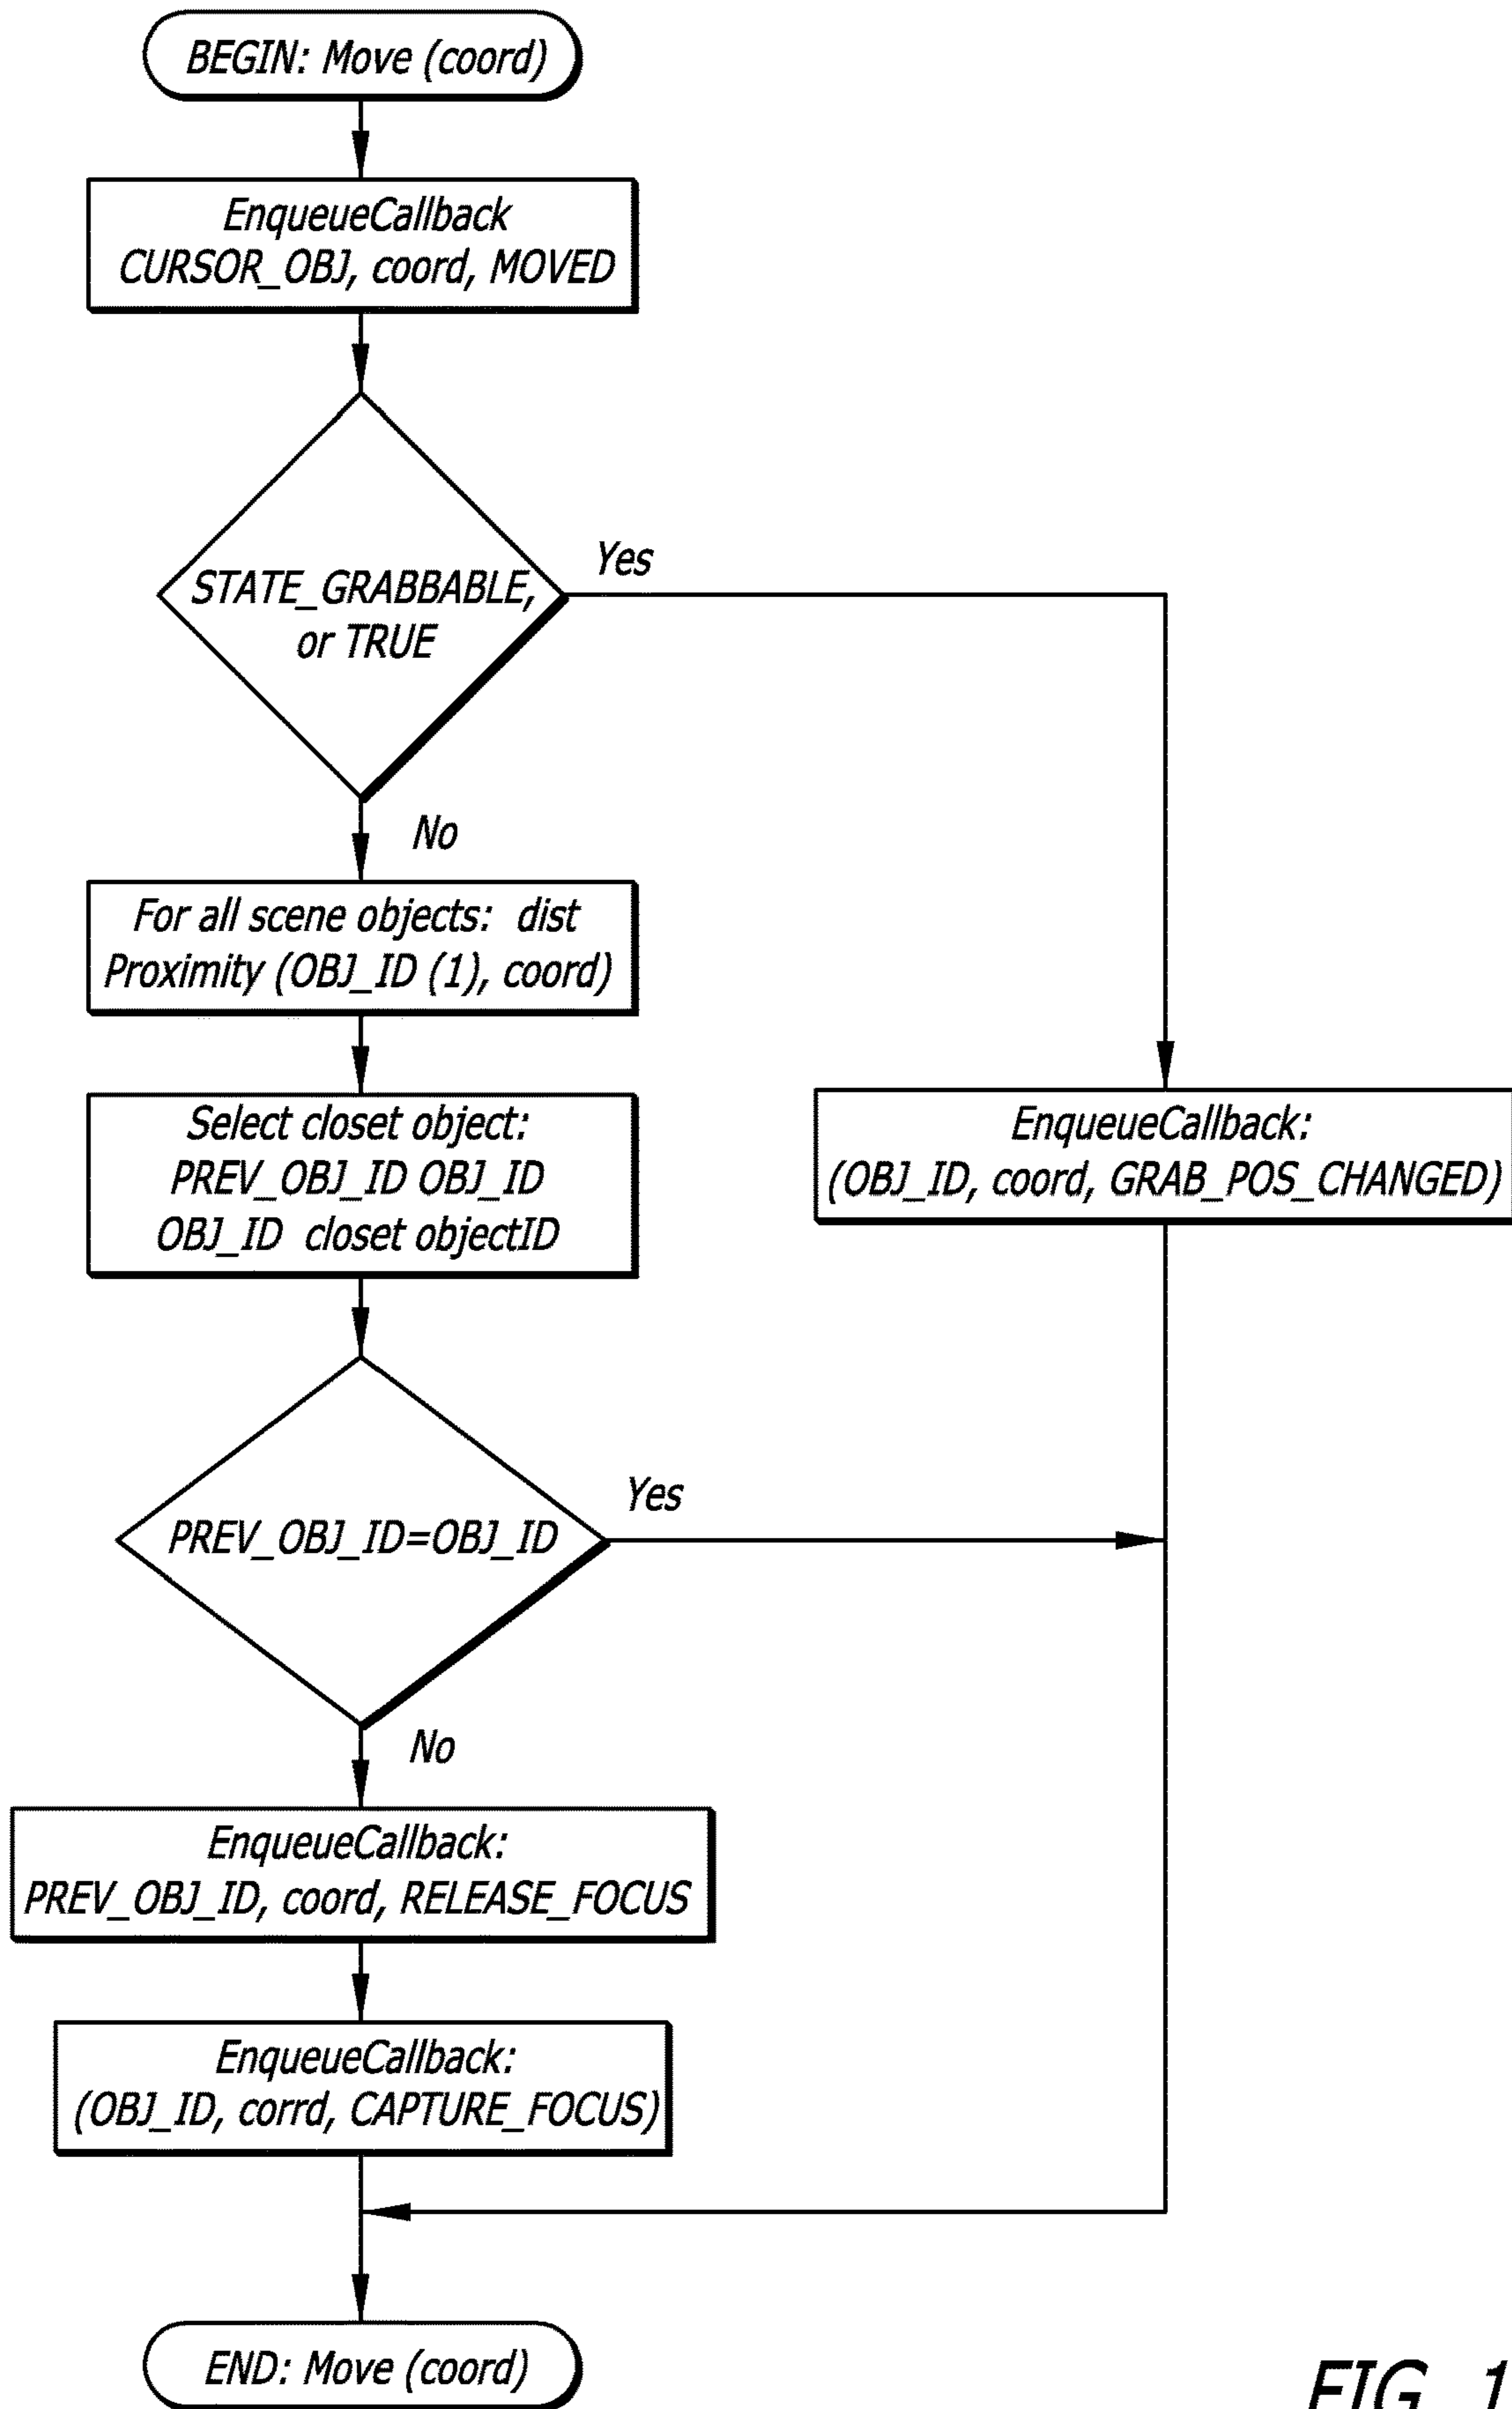 BEGIN: Move (coord)
EnqueueCallback
CURSOR_OBJ, coord, MOVED
STATE_GRABBABLE,
or TRUE
Yes
No
For all scene objects: dist
Proximity (OBJ_ID (1), coord)
Select closet object:
PREV_OBJ_ID OBJ_ID
OBJ_ID closet objectID
EnqueueCallback:
(OBJ_ID, coord, GRAB_POS_CHANGED)
PREV_OBJ_ID=OBJ_ID
Yes
No
EnqueueCallback:
PREV_OBJ_ID, coord, RELEASE_FOCUS
EnqueueCallback:
(OBJ_ID, corrd, CAPTURE_FOCUS)
END: Move (coord)
FIG. 1